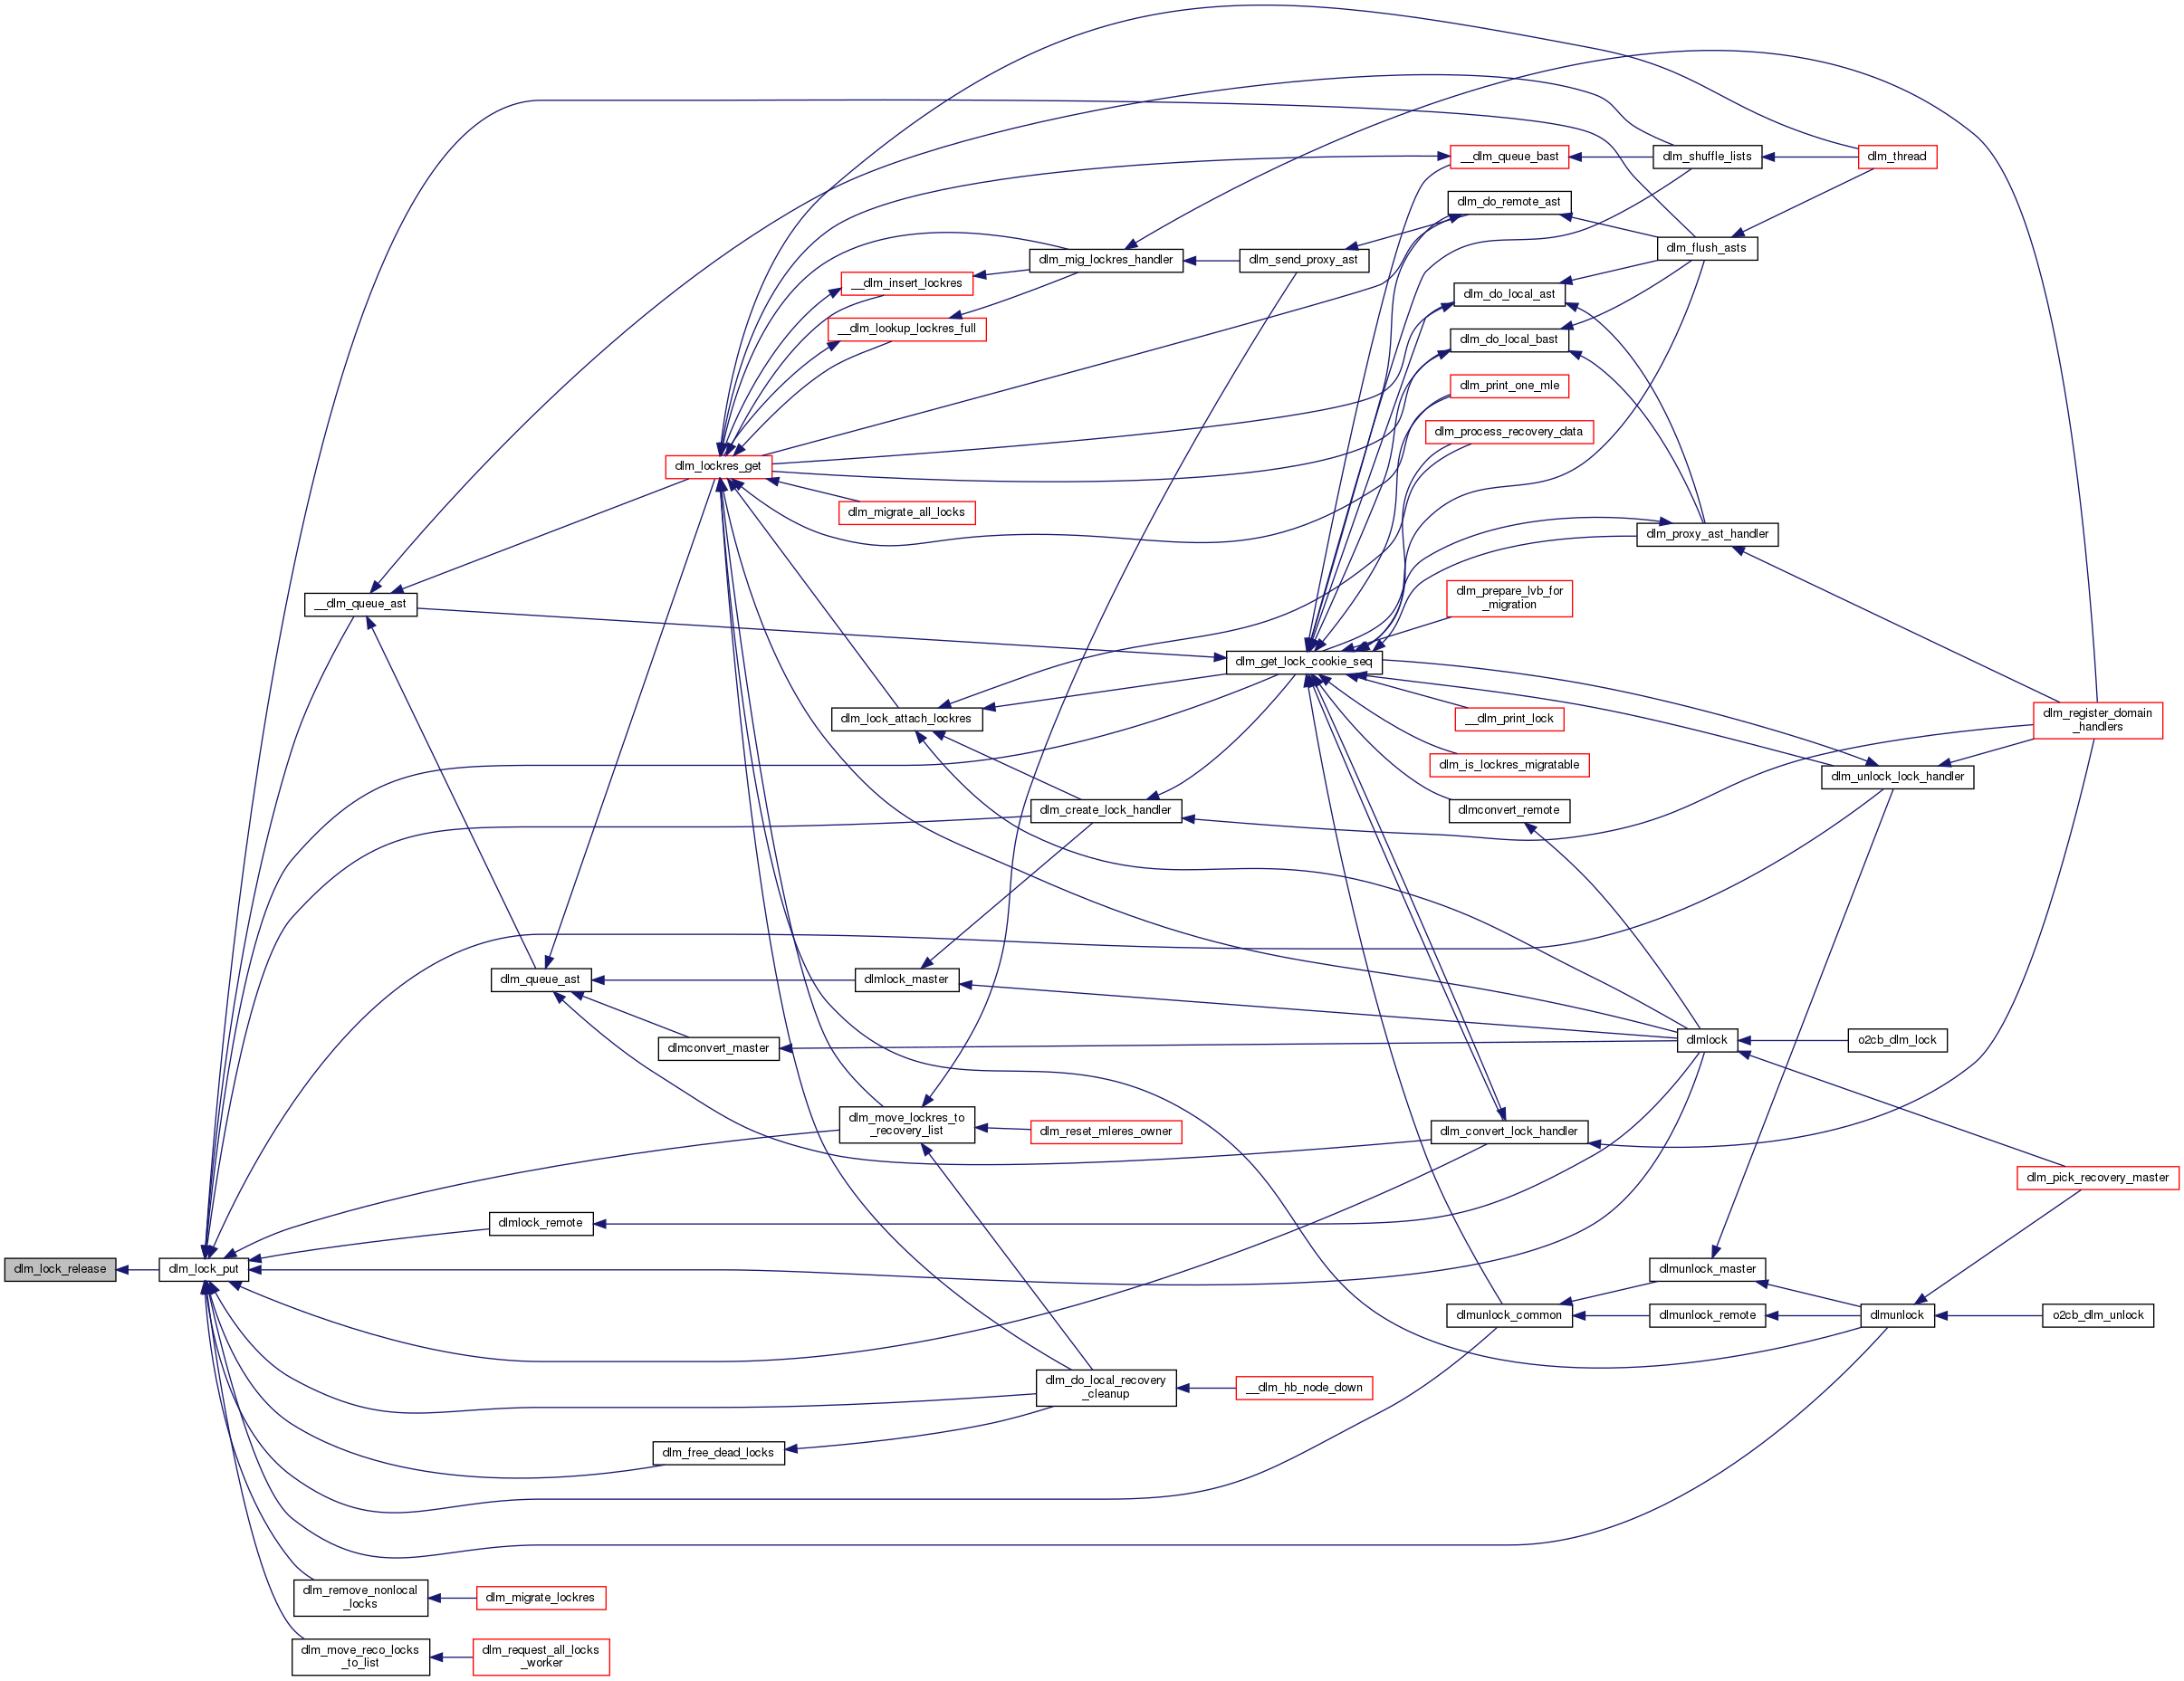 dlm_lock_release
dlm_lock_put
__dlm_queue_ast
dlm_queue_ast
dlmlock_remote
dlm_remove_nonlocal
_locks
dlm_move_reco_locks
_to_list
dlm_migrate_lockres
dlm_request_all_locks
_worker
dlm_lockres_get
dlmconvert_master
dlm_free_dead_locks
__dlm_insert_lockres
__dlm_lookup_lockres_full
dlm_migrate_all_locks
dlm_lock_attach_lockres
dlmlock_master
dlm_move_lockres_to
_recovery_list
dlm_mig_lockres_handler
dlm_create_lock_handler
dlm_reset_mleres_owner
dlm_do_local_recovery
_cleanup
dlm_send_proxy_ast
dlm_get_lock_cookie_seq
__dlm_hb_node_down
__dlm_queue_bast
dlm_do_remote_ast
dlm_do_local_ast
dlm_do_local_bast
dlm_print_one_mle
dlm_process_recovery_data
dlm_prepare_lvb_for
_migration
__dlm_print_lock
dlm_is_lockres_migratable
dlmconvert_remote
dlm_convert_lock_handler
dlmunlock_common
dlm_shuffle_lists
dlm_flush_asts
dlm_proxy_ast_handler
dlmlock
dlmunlock_master
dlmunlock_remote
dlm_thread
dlm_unlock_lock_handler
o2cb_dlm_lock
dlmunlock
dlm_register_domain
_handlers
dlm_pick_recovery_master
o2cb_dlm_unlock